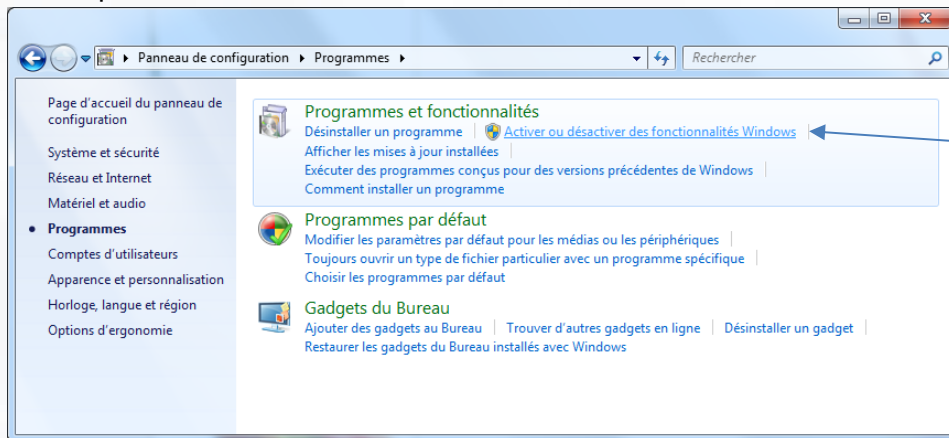 Panneau de configuration Programmes
Rechercher
Page d'accueil du panneau de
configuration
Système et sécurité
Réseau et Internet
Matériel et audio
Programmes
Comptes d'utilisateurs
Apparence et personnalisation
Horloge, langue et région
Options d'ergonomie
Programmes et fonctionnalités
Désinstaller un programme Activer ou désactiver des fonctionnalités Windows
Afficher les mises à jour installées
Exécuter des programmes conçus pour des versions précédentes de Windows
Comment installer un programme
Programmes par défaut
Modifier les paramètres par défaut pour les médias ou les périphériques
Toujours ouvrir un type de fichier particulier avec un programme spécifique
Choisir les programmes par défaut
Gadgets du Bureau
Ajouter des gadgets au Bureau Trouver d'autres gadgets en ligne Désinstaller un gadget
Restaurer les gadgets du Bureau installés avec Windows